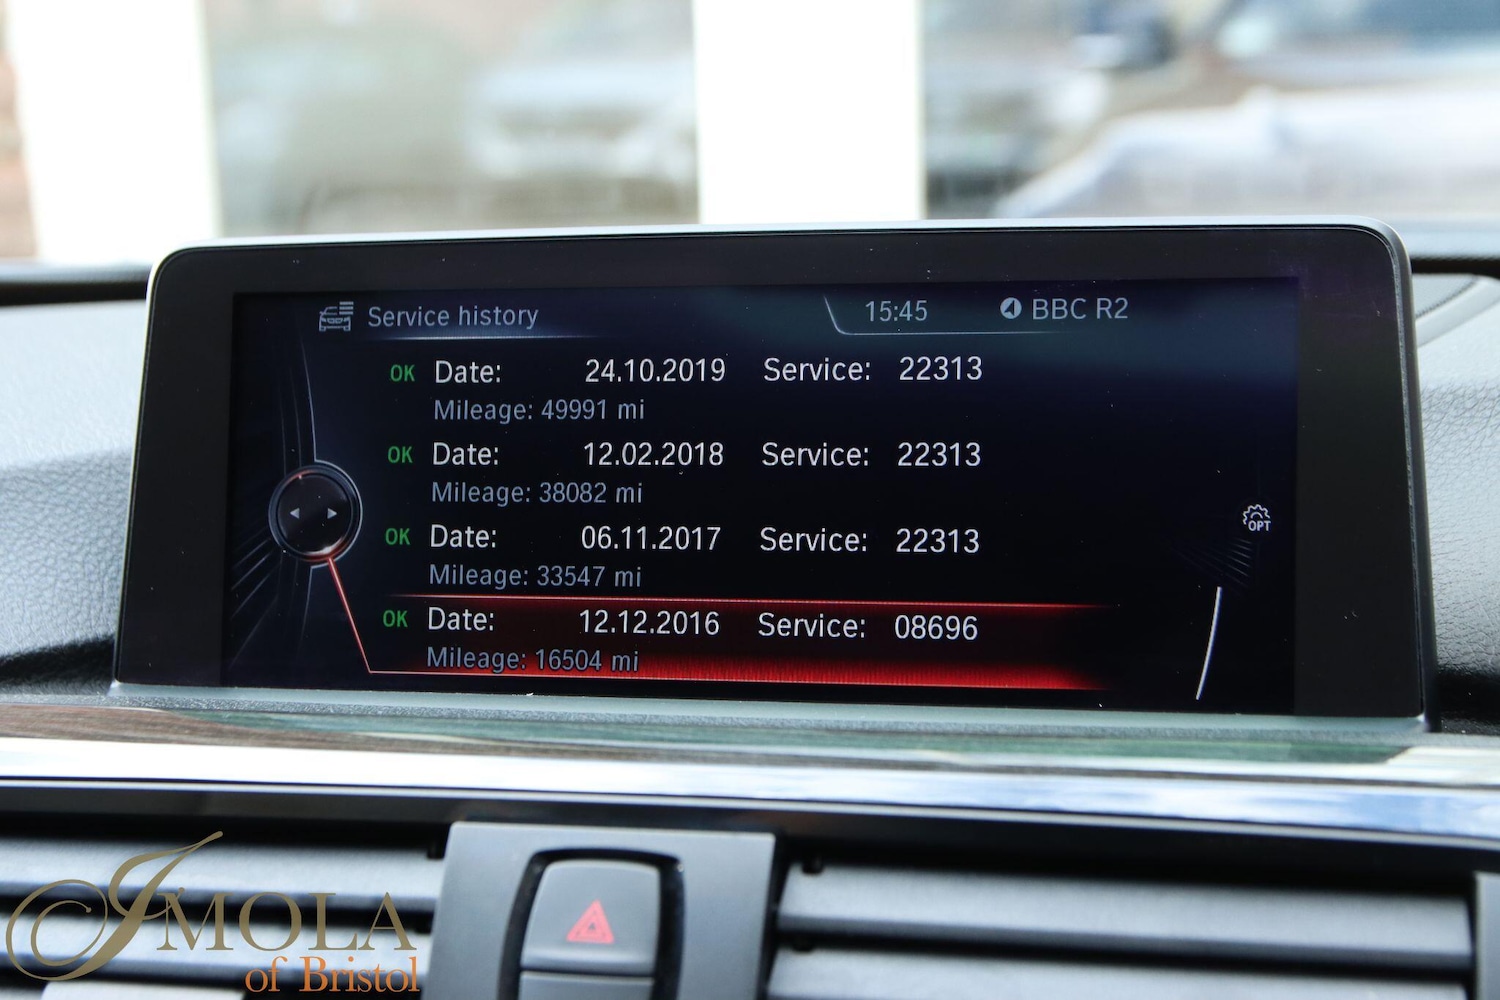 Service history 15:45 BBC R2
OK Date: 24.10.2019 Service: 22313
Mileage: 49991 mi
OK Date: 12.02.2018 Service: 22313
Mileage: 38082 mi
OPT
OK Date: 06.11.2017 Service: 22313
Mileage: 33547 mi
OK Date: 12.12.2016 Service: 08696
Mileage: 16504 mi
IMOLA
of Bristol